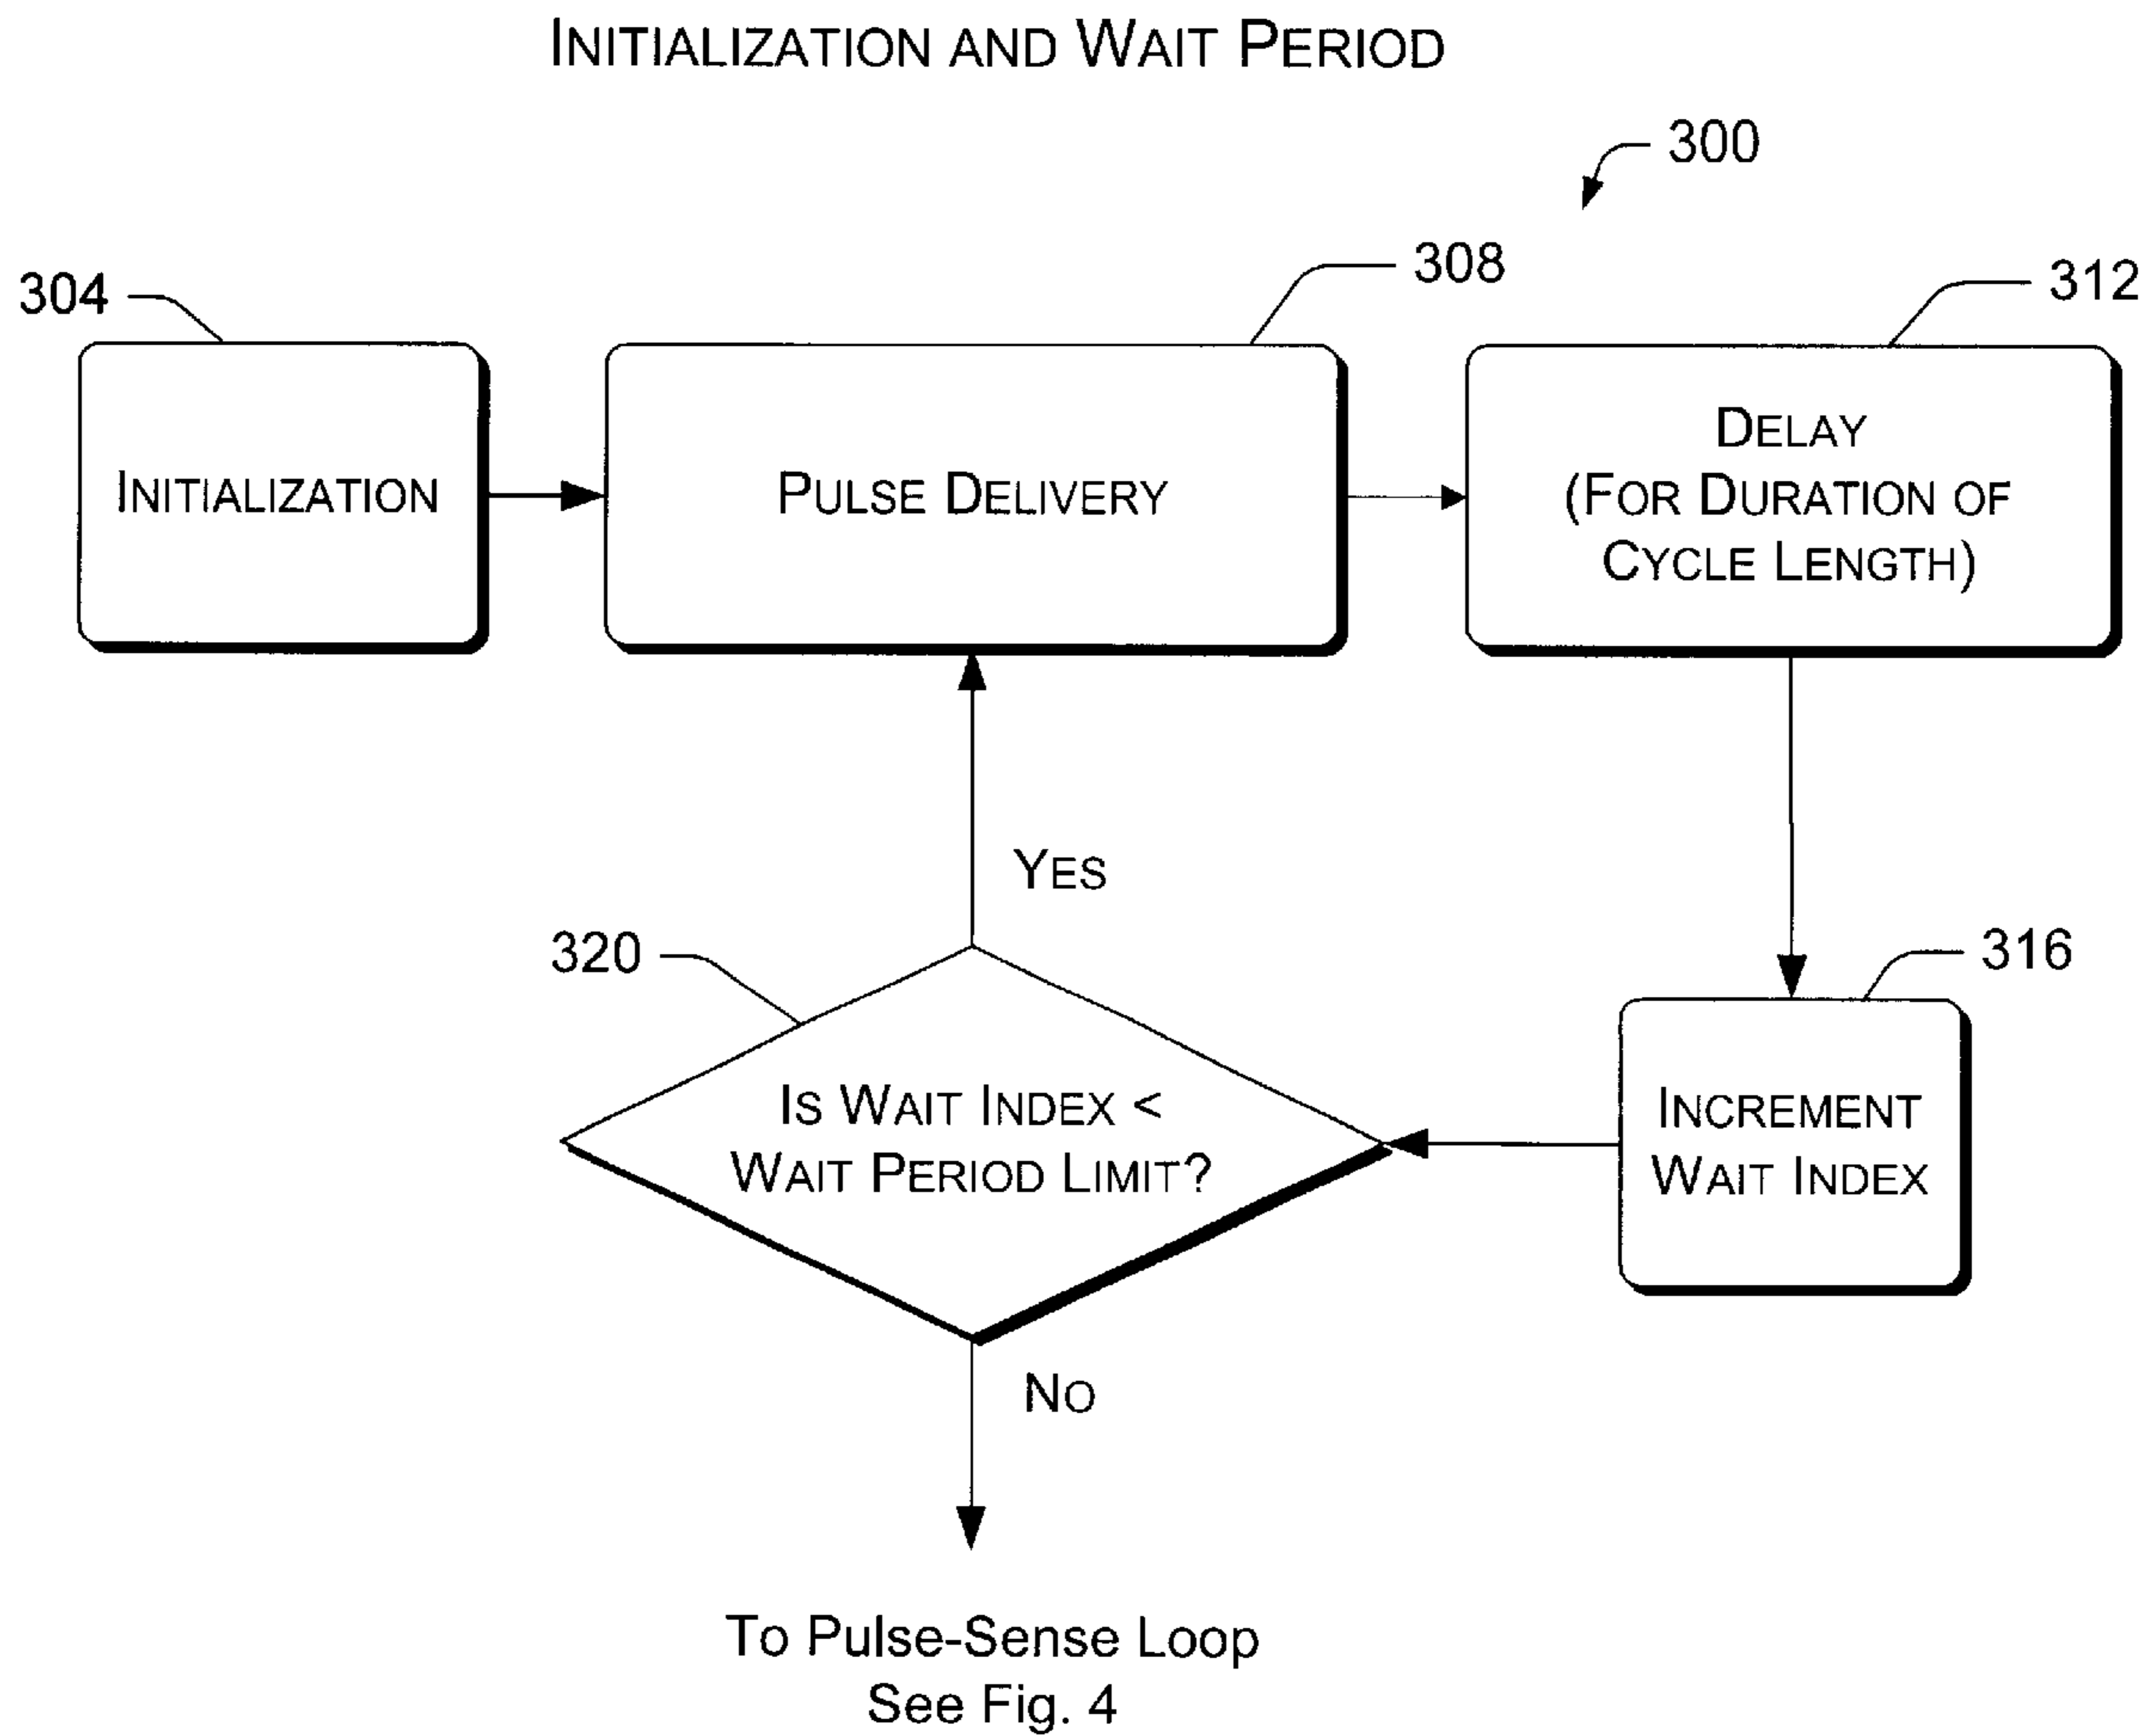 INITIALIZATION AND WAIT PERIOD
300
308
304
312
INITIALIZATION
PULSE DELIVERY
DELAY
(FOR DURATION OF
CYCLE LENGTH)
YES
320
316
IS WAIT INDEX <
WAIT PERIOD LIMIT?
INCREMENT
WAIT INDEX
NO
To Pulse-Sense Loop
See Fig. 4